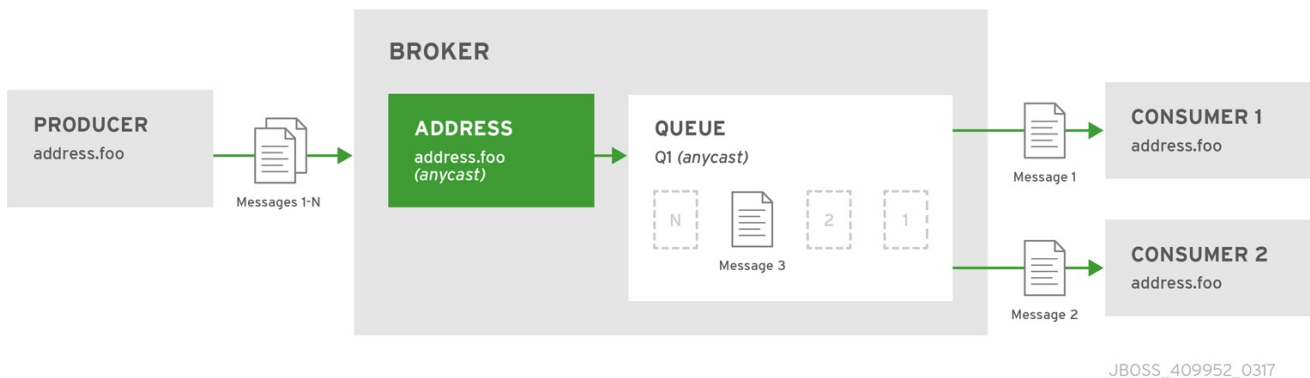 BROKER
PRODUCER
address.foo
Messages 1-N
ADDRESS
address.foo
(anycast)
QUEUE
Q1 (anycast)
N
2
1
Message 3
Message 1
CONSUMER 1
address.foo
Message 2
CONSUMER 2
address.foo
JBOSS_409952_0317